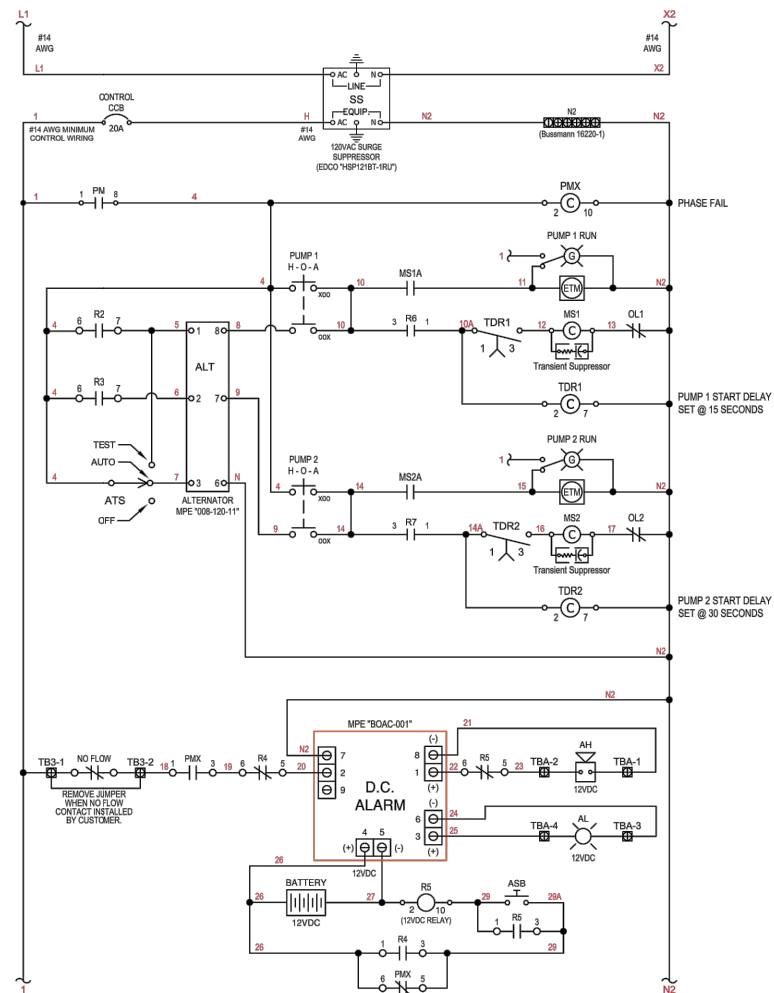 L1
X2
#14
AWG
#14
AWG
L1
X2
AC
N
LINE
SS
EQUIP.
AC
N
CONTROL
CCB
20A
1
H
N2
N2
N2
(Bussmann 16220-1)
#14 AWG MINIMUM
CONTROL WIRING
#14
AWG
120VAC SURGE
SUPPRESSOR
(EDCO "HSP121BT-1RU")
1
1
PM
8
4
PMX
C
2
10
PHASE FAIL
PUMP 1 RUN
PUMP 1
H - O - A
1
G
4
XOO
10
MS1A
11
ETM
N2
R2
4
6
7
5
1
8
8
OOX
10
3
R6
1
10A
TDR1
1
3
12
MS1
C
13
OL1
Transient Suppressor
ALT
R3
4
6
7
6
2
7
9
TDR1
C
2
7
PUMP 1 START DELAY
SET @ 15 SECONDS
TEST
AUTO
ATS
OFF
4
7
3
6
N
ALTERNATOR
MPE "008-120-11"
PUMP 2 RUN
PUMP 2
H - O - A
1
G
4
XOO
14
MS2A
15
ETM
N2
9
OOX
14
3
R7
1
14A
TDR2
1
3
16
MS2
C
17
OL2
Transient Suppressor
TDR2
C
2
7
PUMP 2 START DELAY
SET @ 30 SECONDS
N2
N2
MPE "BOAC-001"
21
TB3-1
NO FLOW
TB3-2
18
1
PMX
3
19
6
R4
5
20
N2
7
2
9
D.C.
ALARM
(-)
8
1
(+)
22
6
R5
5
23
TBA-2
AH
12VDC
TBA-1
REMOVE JUMPER
WHEN NO FLOW
CONTACT INSTALLED
BY CUSTOMER.
(-)
6
3
(+)
24
25
TBA-4
AL
12VDC
TBA-3
4
5
(+)
(-)
12VDC
26
26
BATTERY
12VDC
27
R5
2
10
(12VDC RELAY)
29
ASB
29A
1
R5
3
26
1
R4
3
29
6
PMX
5
1
N2